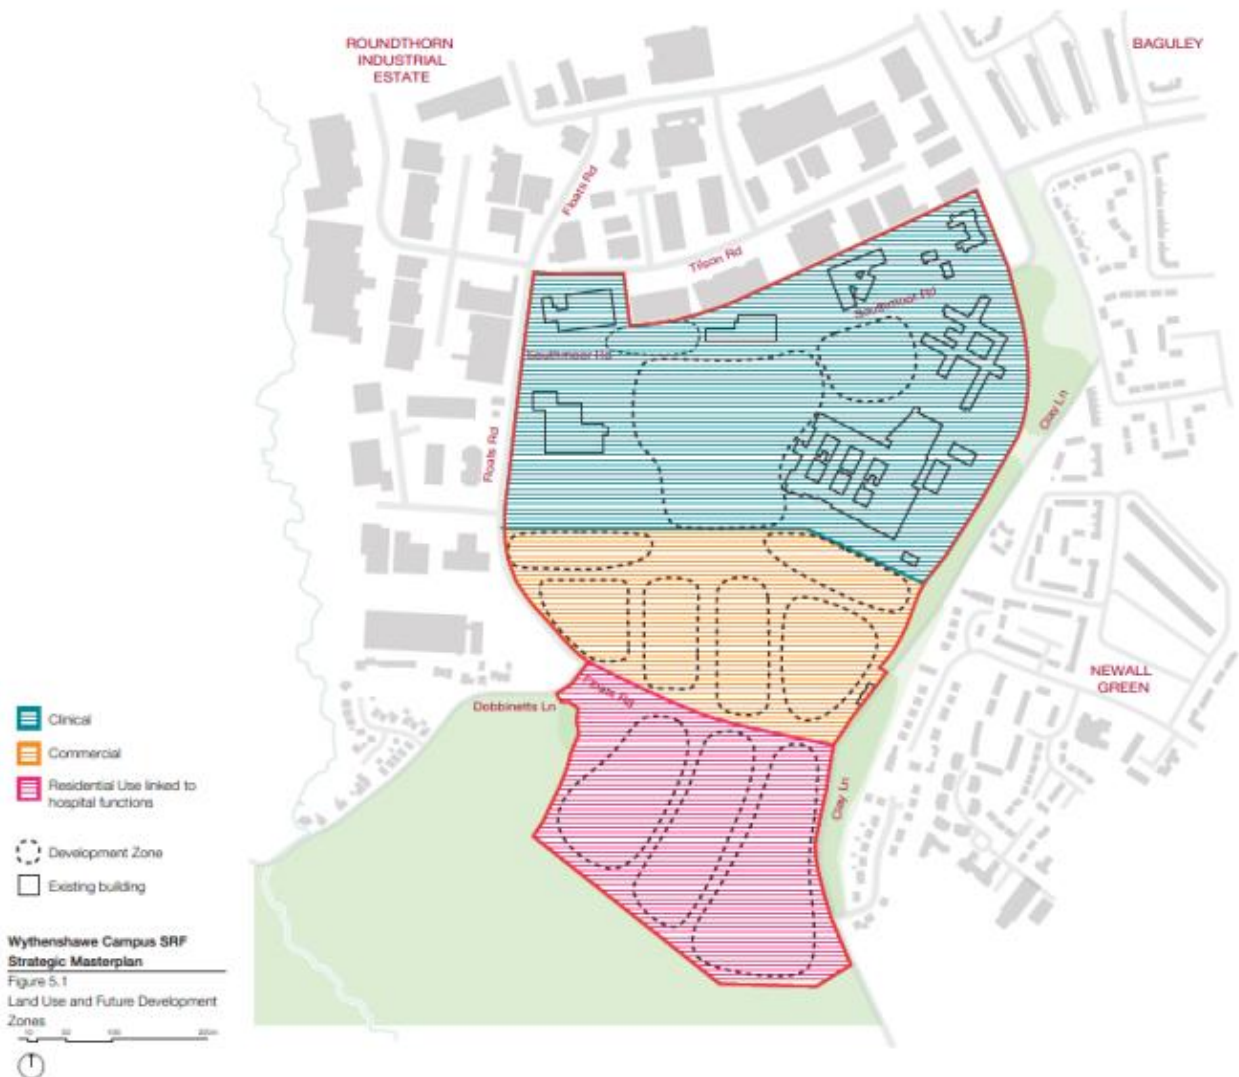 ROUNDTHORN
INDUSTRIAL
ESTATE
BAGULEY
Floats Rd
Tilson Rd
Southmoor Rd
Southmoor Rd
Clay Ln
Floats Rd
NEWALL
GREEN
Floats Rd
Dobbinetts Ln
Clay Ln
Clinical
Commercial
Residential Use linked to
hospital functions
Development Zone
Existing building
Wythenshawe Campus SRF
Strategic Masterplan
Figure 5.1
Land Use and Future Development
Zones